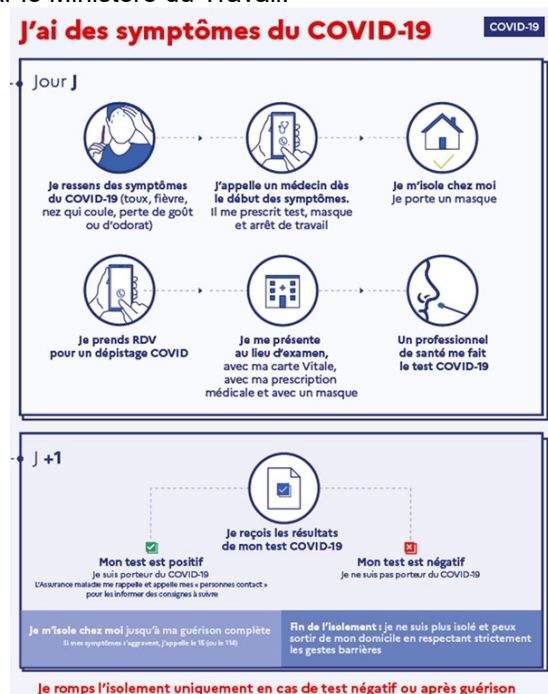 le Ministère du Travail.
J'ai des symptômes du COVID-19
COVID-19
Jour J
Je ressens des symptômes
du COVID-19 (toux, fièvre,
nez qui coule, perte de goût
ou d'odorat)
J'appelle un médecin dès
le début des symptômes.
Il me prescrit test, masque
et arrêt de travail
Je m'isole chez moi
Je porte un masque
Je prends RDV
pour un dépistage COVID
Je me présente
au lieu d'examen,
avec ma carte Vitale,
avec ma prescription
médicale et avec un masque
Un professionnel
de santé me fait
le test COVID-19
J +1
Je reçois les résultats
de mon test COVID-19
Mon test est positif
Je suis porteur du COVID-19
L'Assurance maladie me rappelle et appelle mes « personnes contact »
pour les informer des consignes à suivre
Mon test est négatif
Je ne suis pas porteur du COVID-19
Je m'isole chez moi jusqu'à ma guérison complète
Si mes symptômes s'aggravent, j'appelle le 15 (ou le 114)
Fin de l'isolement : je ne suis plus isolé et peux
sortir de mon domicile en respectant strictement
les gestes barrières
Je romps l'isolement uniquement en cas de test négatif ou après guérison